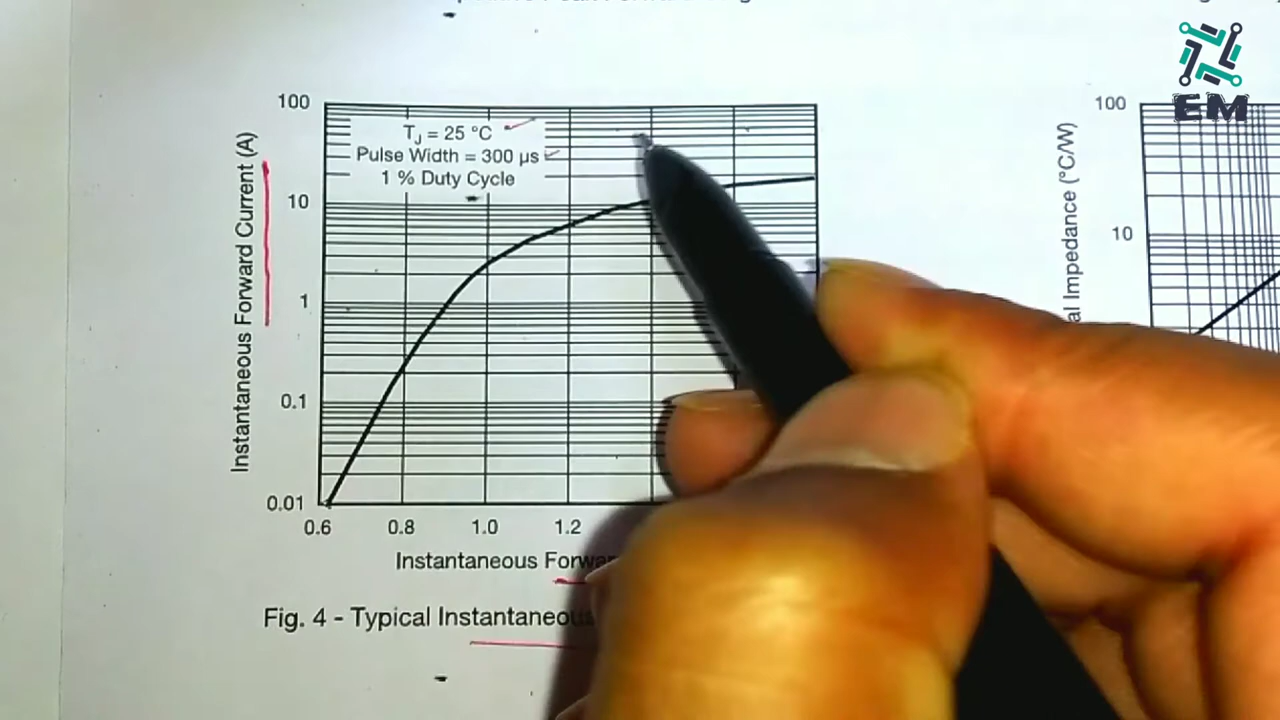 EM
100
TJ = 25 °C
Pulse Width = 300 µs
1 % Duty Cycle
10
1
0.1
0.01
Instantaneous Forward Current (A)
0.6 0.8 1.0 1.2
Instantaneous
Fig. 4 - Typical Instantaneous
100
10
Impedance (°C/W)